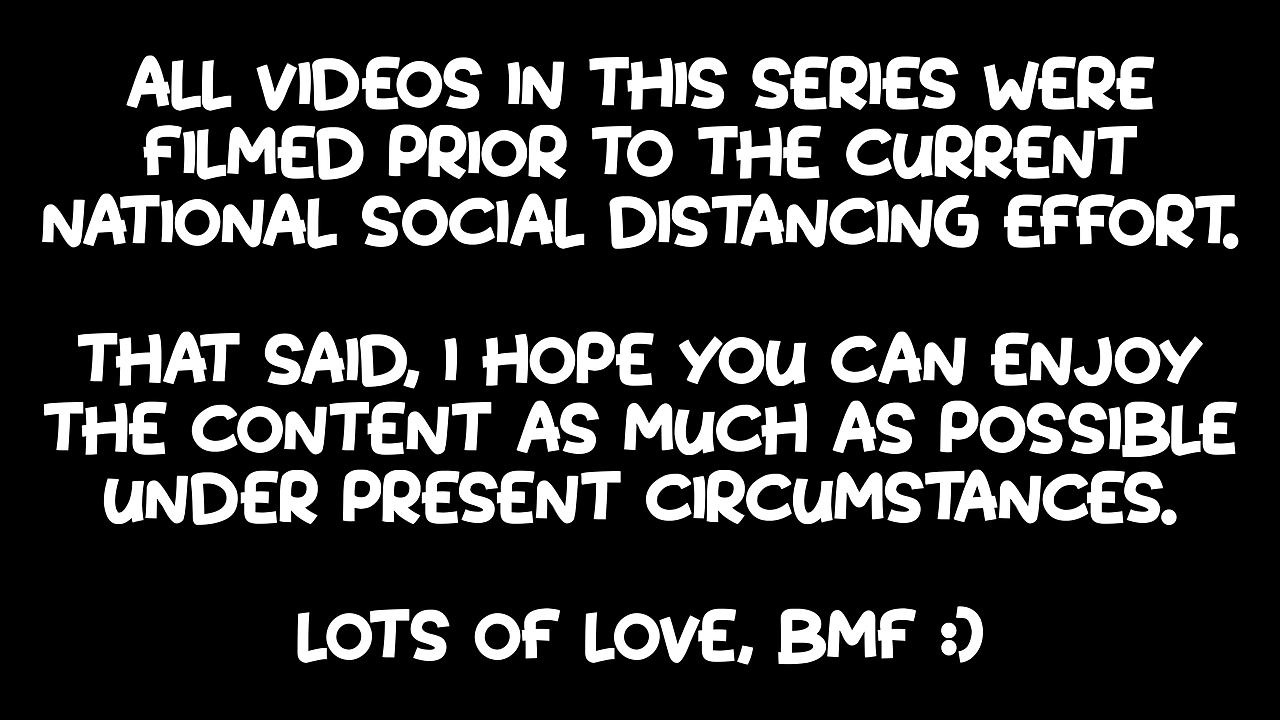 ALL VIDEOS IN THIS SERIES WERE
FILMED PRIOR TO THE CURRENT
NATIONAL SOCIAL DISTANCING EFFORT.
THAT SAID, I HOPE YOU CAN ENJOY
THE CONTENT AS MUCH AS POSSIBLE
UNDER PRESENT CIRCUMSTANCES.
LOTS OF LOVE, BMF :)